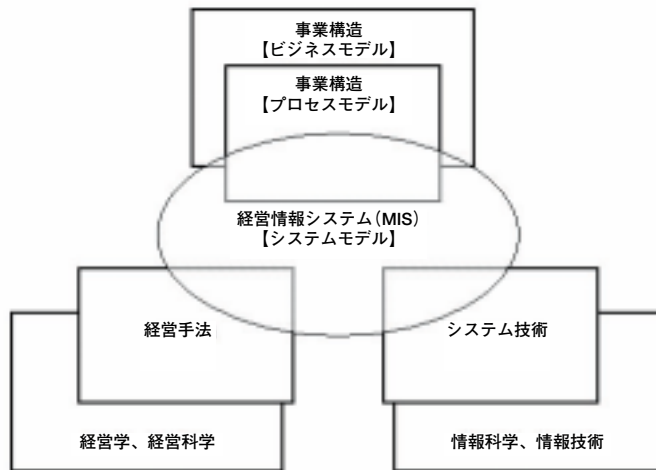 事業構造
【ビジネスモデル】
事業構造
【プロセスモデル】
経営情報システム（MIS）
【システムモデル】
経営手法
システム技術
経営学、経営科学
情報科学、情報技術